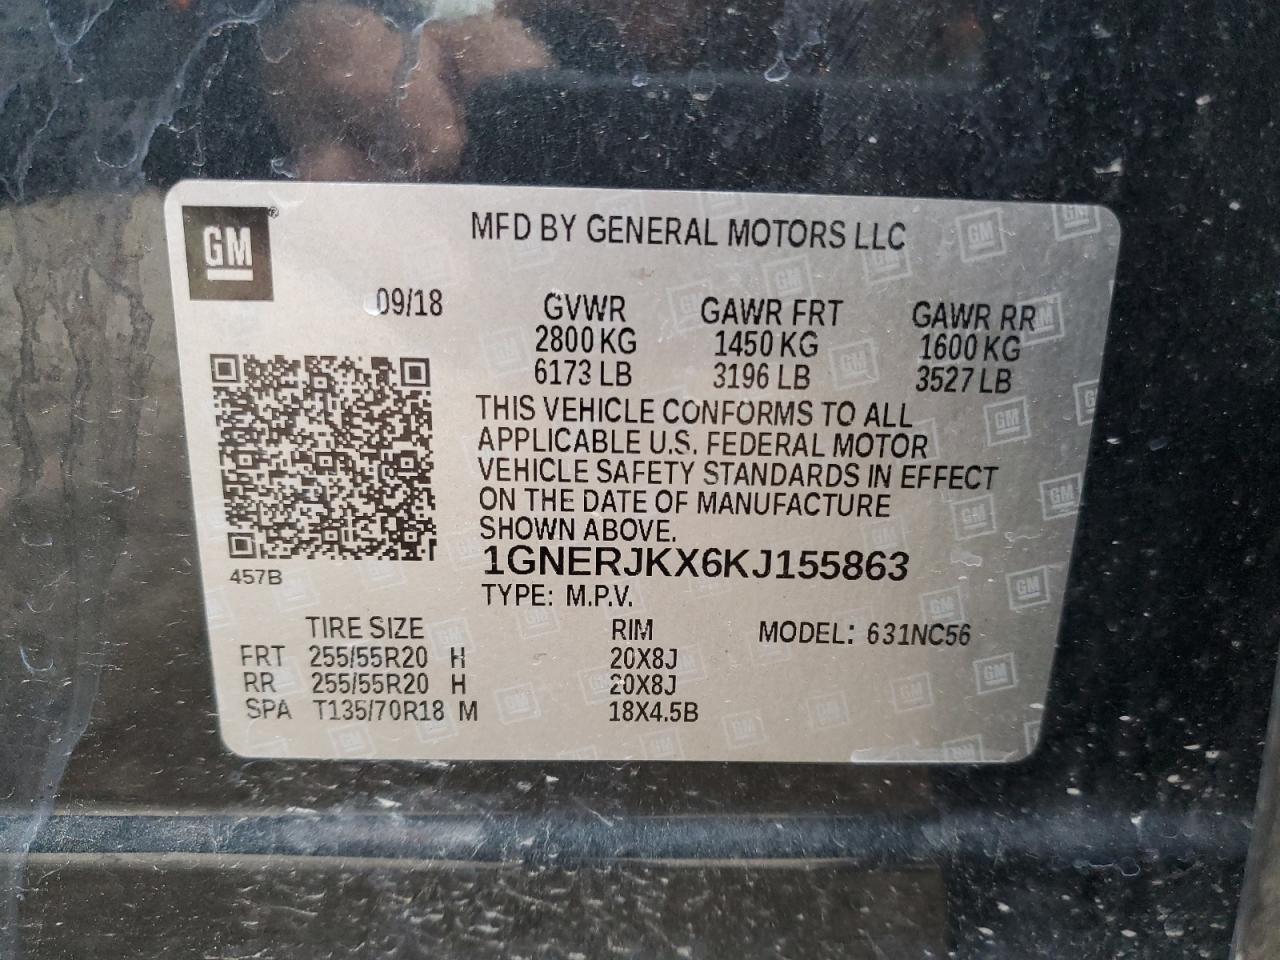 GM®
MFD BY GENERAL MOTORS LLC
09/18
GVWR GAWR FRT GAWR RR
2800 KG 1450 KG 1600 KG
6173 LB 3196 LB 3527 LB
THIS VEHICLE CONFORMS TO ALL
APPLICABLE U.S. FEDERAL MOTOR
VEHICLE SAFETY STANDARDS IN EFFECT
ON THE DATE OF MANUFACTURE
SHOWN ABOVE.
1GNERJKX6KJ155863
457B
TYPE: M.P.V.
TIRE SIZE RIM MODEL: 631NC56
FRT 255/55R20 H 20X8J
RR 255/55R20 H 20X8J
SPA T135/70R18 M 18X4.5B